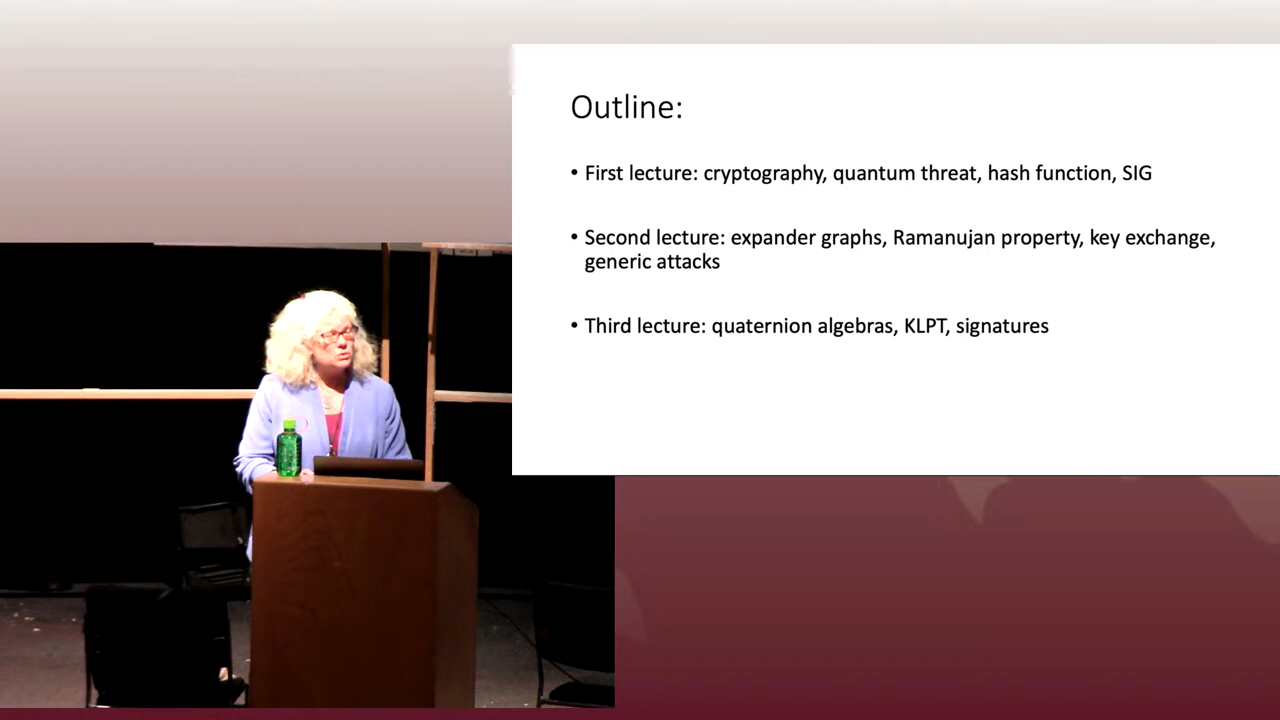 Outline:
• First lecture: cryptography, quantum threat, hash function, SIG
• Second lecture: expander graphs, Ramanujan property, key exchange,
generic attacks
• Third lecture: quaternion algebras, KLPT, signatures